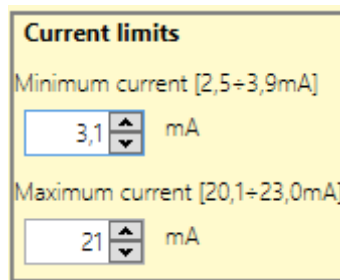 Current limits
Minimum current [2,5÷3,9mA]
3,1 mA
Maximum current [20,1÷23,0mA]
21 mA